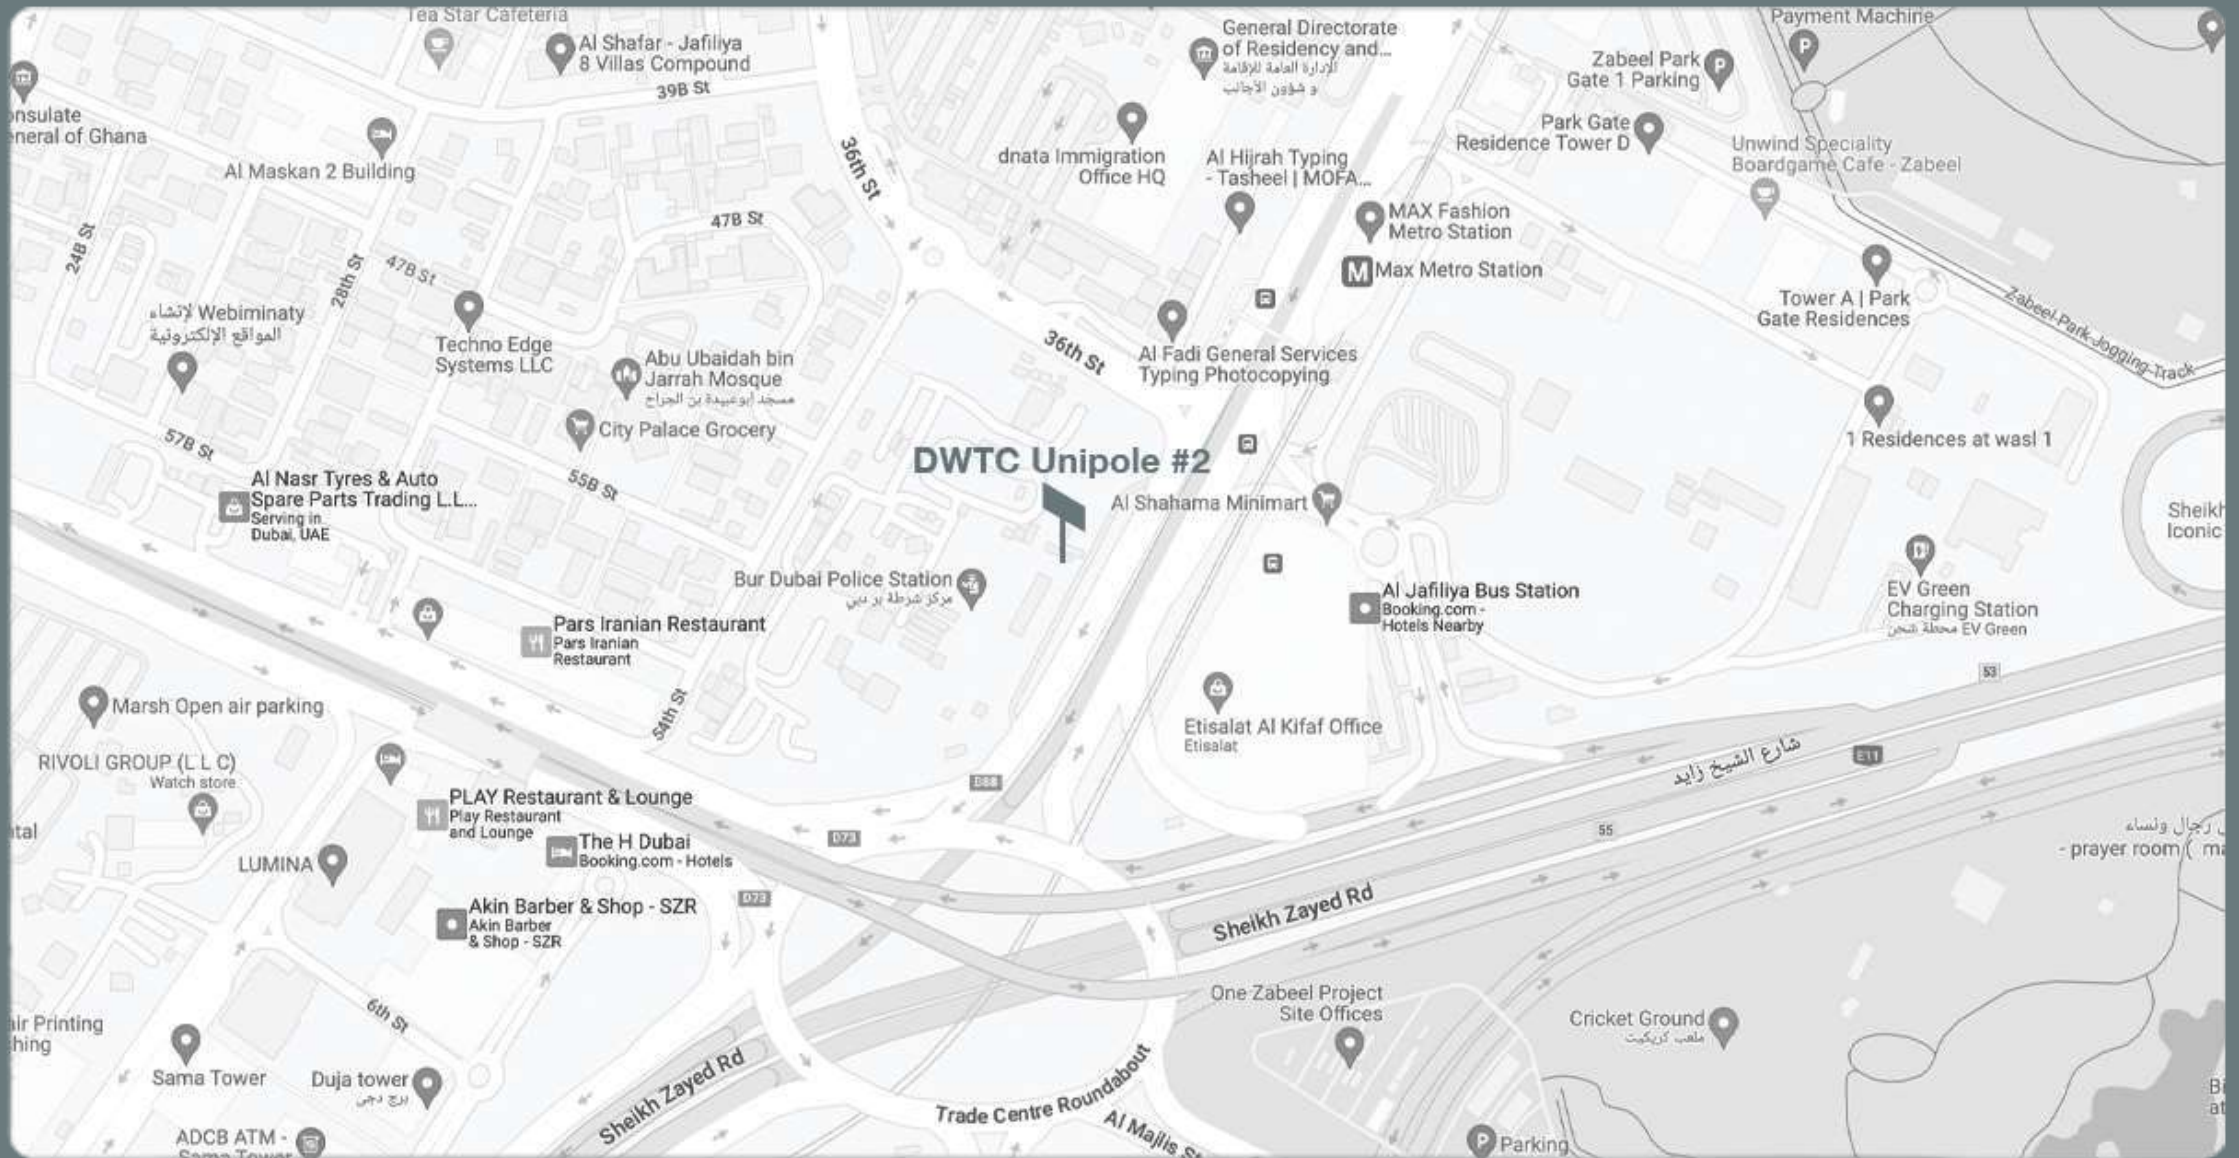 Tea Star Cafeteria
Al Shafar - Jafiliya
8 Villas Compound
General Directorate
of Residency and...
الإدارة العامة للإقامة
و شؤون الأجانب
Payment Machine
P
Zabeel Park
Gate 1 Parking
P
39B St
General of Ghana
Al Maskan 2 Building
36th St
dnata Immigration
Office HQ
Al Hijrah Typing
- Tasheel | MOFA...
Park Gate
Residence Tower D
Unwind Speciality
Boardgame Cafe - Zabeel
MAX Fashion
Metro Station
M
Max Metro Station
24B St
28th St
47B St
47B St
Tower A | Park
Gate Residences
Zabeel Park Jogging Track
لإنشاء Webiminaty
المواقع الإلكترونية
Techno Edge
Systems LLC
Abu Ubaidah bin
Jarrah Mosque
مسجد أبوعبيدة بن الجراح
36th St
Al Fadi General Services
Typing Photocopying
City Palace Grocery
1 Residences at wasl 1
57B St
55B St
DWTC Unipole #2
Al Nasr Tyres & Auto
Spare Parts Trading L.L...
Serving in
Dubai, UAE
Al Shahama Minimart
Sheikh
Iconic
Bur Dubai Police Station
مركز شرطة بر دبي
Al Jafiliya Bus Station
Booking.com -
Hotels Nearby
EV Green
Charging Station
محطة شحن EV Green
Pars Iranian Restaurant
Pars Iranian
Restaurant
53
Marsh Open air parking
54th St
Etisalat Al Kifaf Office
Etisalat
RIVOLI GROUP (L L C)
Watch store
شارع الشيخ زايد
E11
D88
PLAY Restaurant & Lounge
Play Restaurant
and Lounge
D73
55
The H Dubai
Booking.com - Hotels
LUMINA
رجال ونساء
- prayer room (
D73
Akin Barber & Shop - SZR
Akin Barber
& Shop - SZR
Sheikh Zayed Rd
One Zabeel Project
Site Offices
Cricket Ground
ملعب كريكيت
6th St
Printing
Sama Tower
Duja tower
برج دجى
Sheikh Zayed Rd
Trade Centre Roundabout
Al Majlis St
ADCB ATM -
Sama Tower
P
Parking